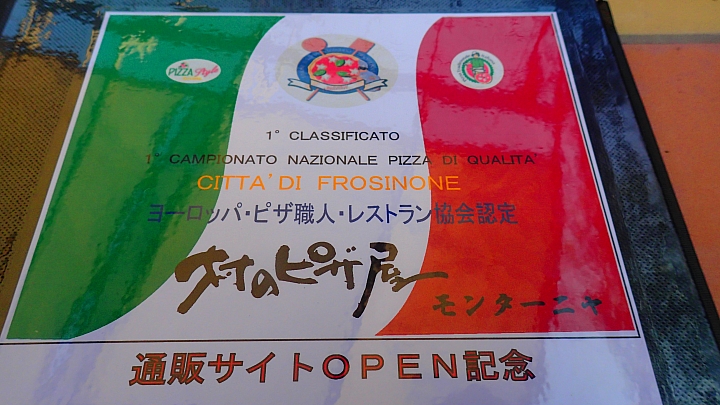 PIZZA Style
1° CLASSIFICATO
1° CAMPIONATO NAZIONALE PIZZA DI QUALITA'
CITTA' DI FROSINONE
ヨーロッパ・ピザ職人・レストラン協会認定
村のピザ屋
モンターニャ
通販サイトOPEN記念